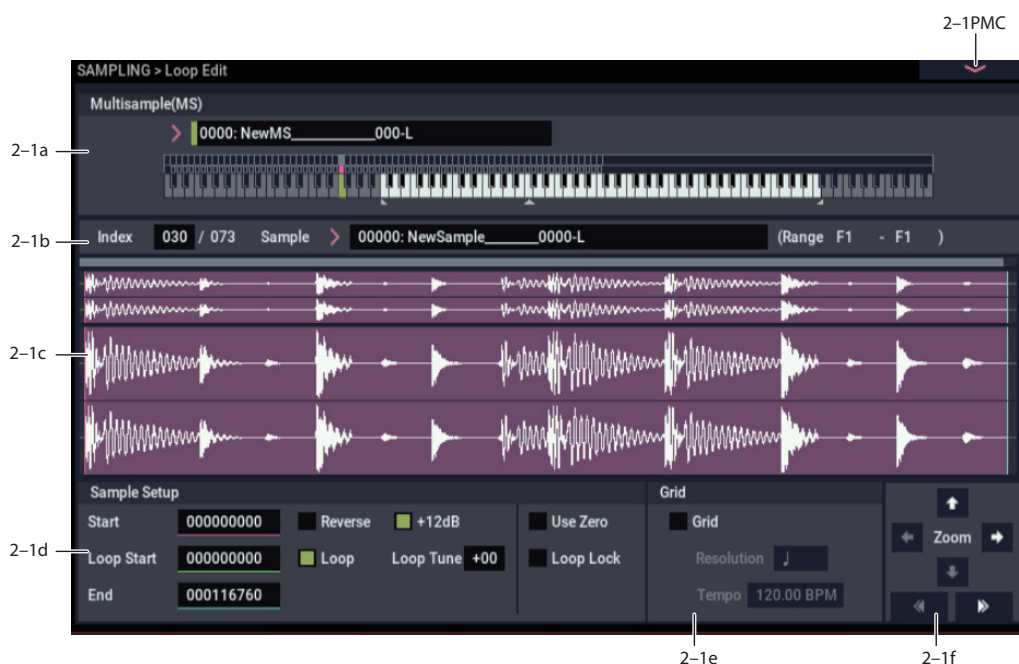 2–1PMC
SAMPLING > Loop Edit
Multisample(MS)
0000: NewMS____________000-L
2–1a
2–1b
Index 030 / 073 Sample 00000: NewSample_______0000-L (Range F1 - F1 )
2–1c
Sample Setup
Grid
Start 000000000 Reverse +12dB Use Zero Grid
2–1d
Loop Start 000000000 Loop Loop Tune +00 Loop Lock Resolution Zoom
End 000116760 Tempo 120.00 BPM
2–1e
2–1f